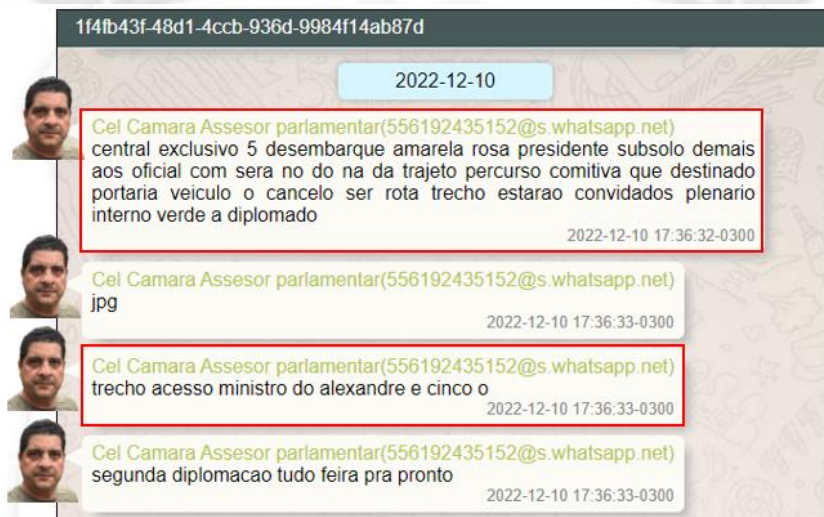 1f4fb43f-48d1-4ccb-936d-9984f14ab87d
2022-12-10
Cel Camara Assesor parlamentar(556192435152@s.whatsapp.net)
central exclusivo 5 desembarque amarela rosa presidente subsolo demais
aos oficial com sera no do na da trajeto percurso comitiva que destinado
portaria veiculo o cancelo ser rota trecho estarao convidados plenario
interno verde a diplomado
2022-12-10 17:36:32-0300
Cel Camara Assesor parlamentar(556192435152@s.whatsapp.net)
jpg
2022-12-10 17:36:33-0300
Cel Camara Assesor parlamentar(556192435152@s.whatsapp.net)
trecho acesso ministro do alexandre e cinco o
2022-12-10 17:36:33-0300
Cel Camara Assesor parlamentar(556192435152@s.whatsapp.net)
segunda diplomacao tudo feira pra pronto
2022-12-10 17:36:33-0300